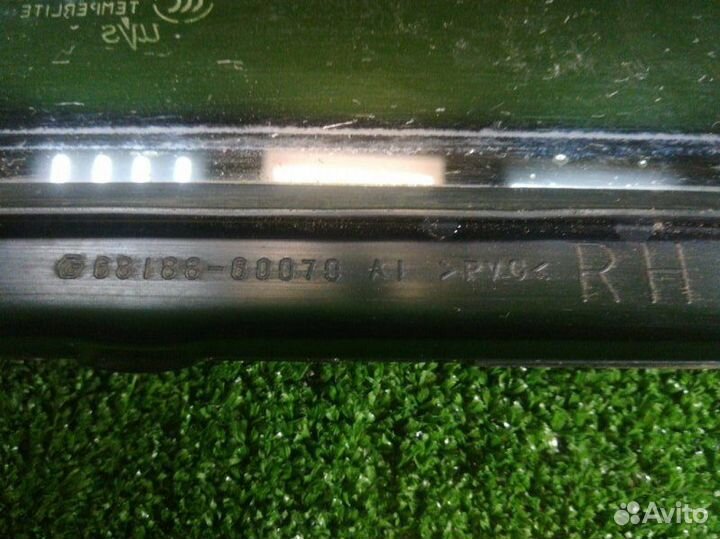 TEMPERLITE
68188-60070 A1 >PVC< RH
Avito